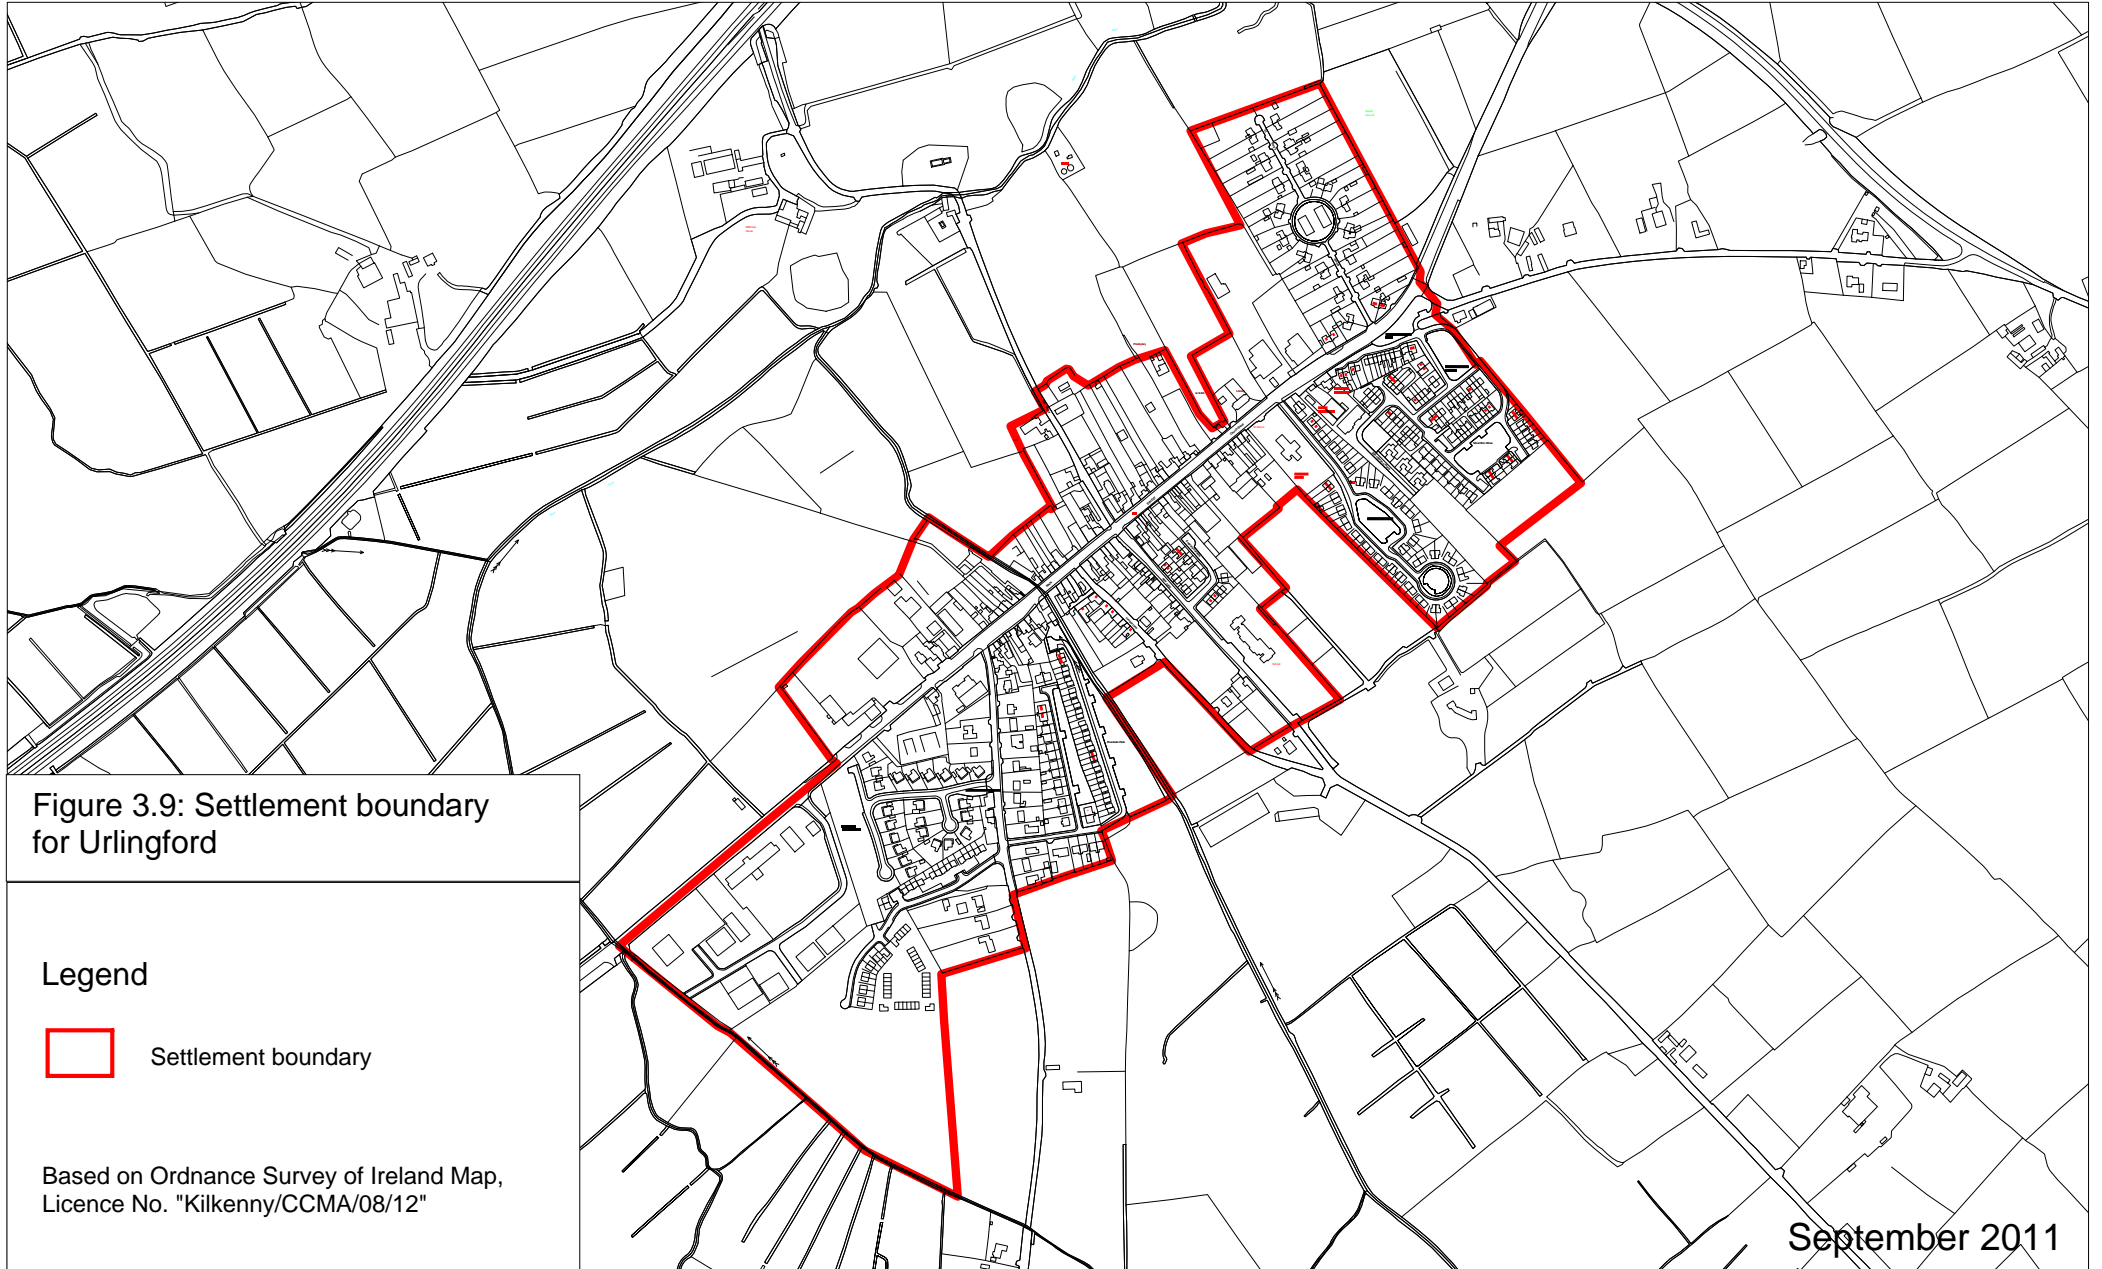 Figure 3.9: Settlement boundary
for Urlingford
Legend
Settlement boundary
Based on Ordnance Survey of Ireland Map,
Licence No. "Kilkenny/CCMA/08/12"
September 2011